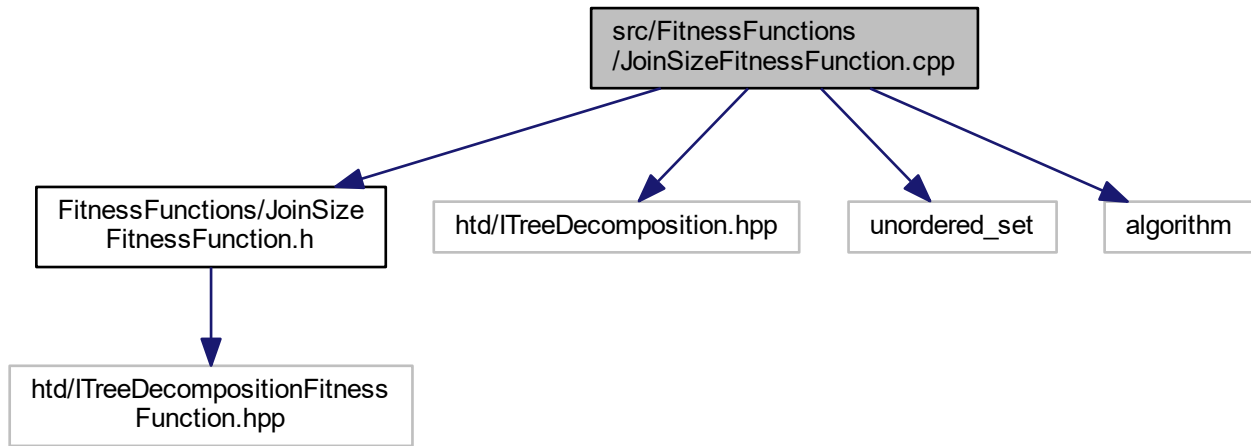 src/FitnessFunctions
/JoinSizeFitnessFunction.cpp
FitnessFunctions/JoinSize
FitnessFunction.h
htd/ITreeDecomposition.hpp
unordered_set
algorithm
htd/ITreeDecompositionFitness
Function.hpp